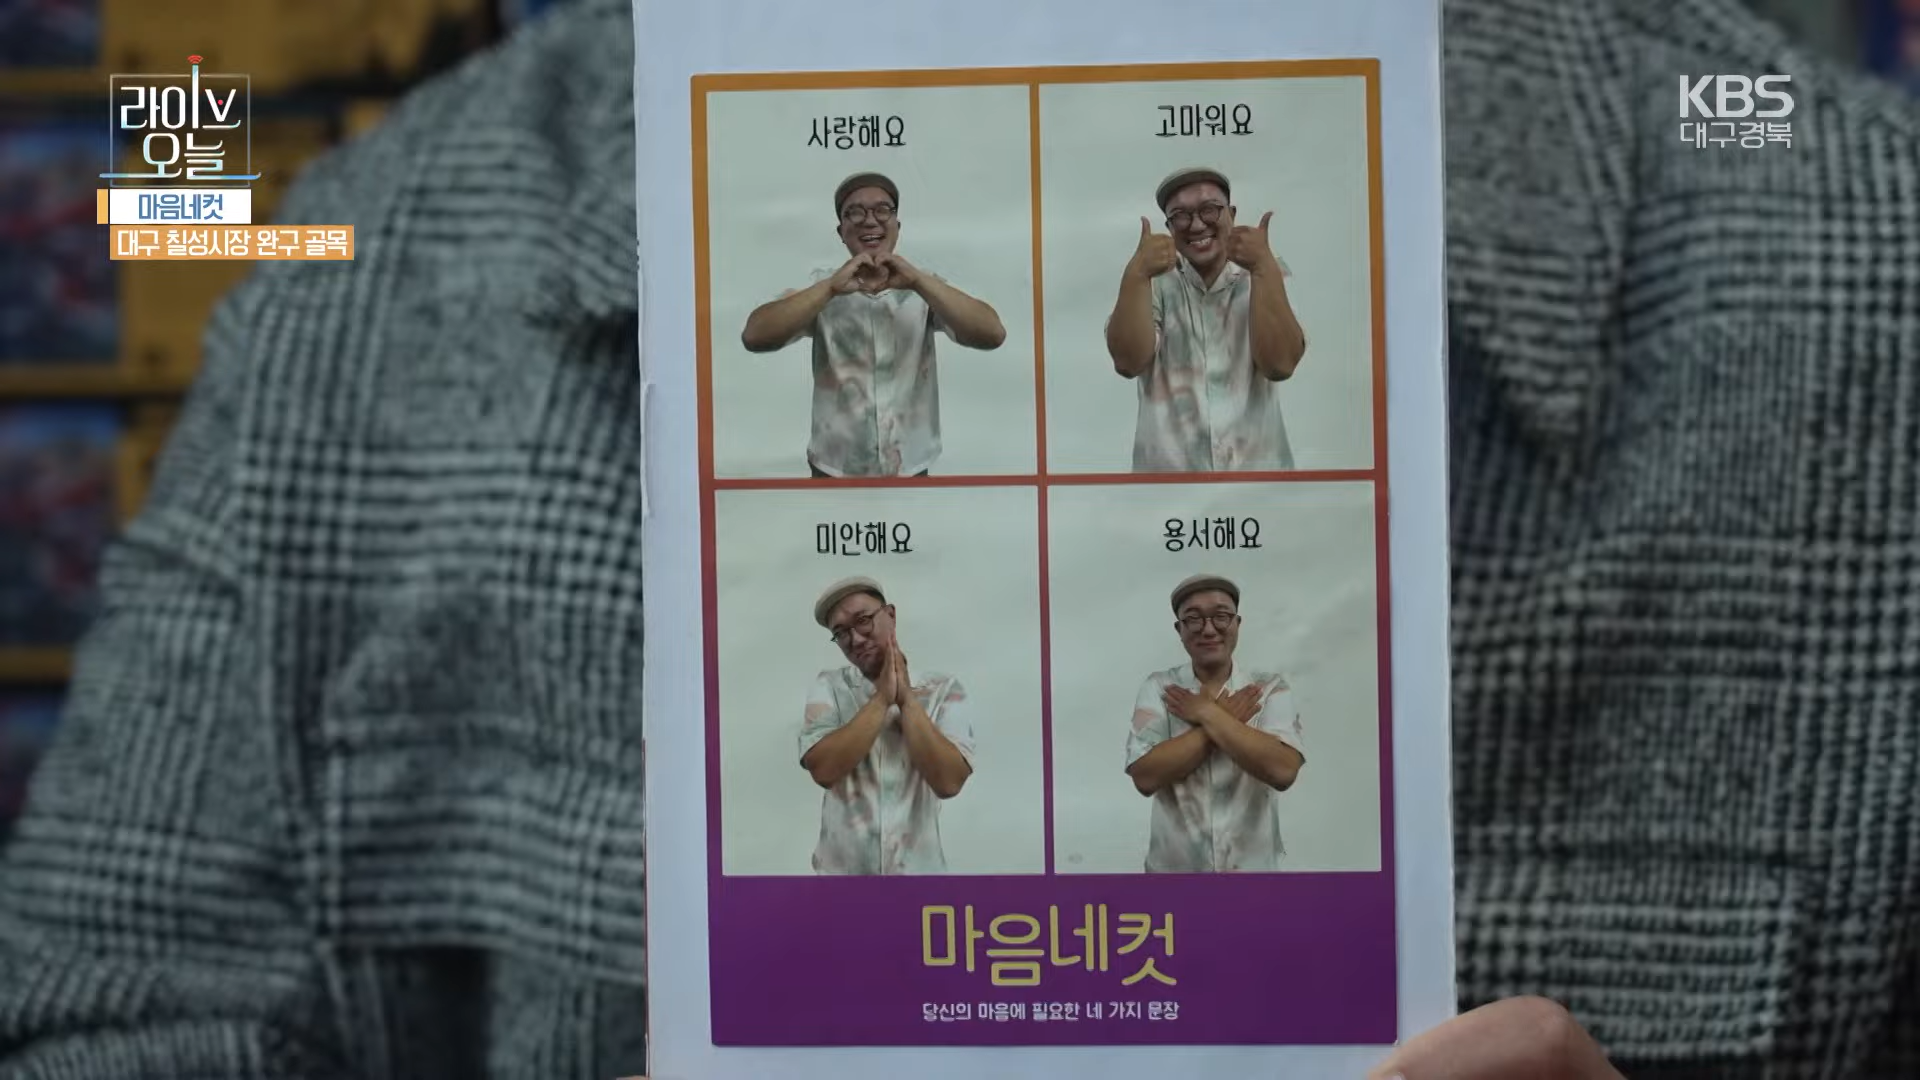 라이브
오늘
마음네컷
대구 칠성시장 완구 골목
KBS
대구경북
사랑해요
고마워요
미안해요
용서해요
마음네컷
당신의 마음에 필요한 네 가지 문장